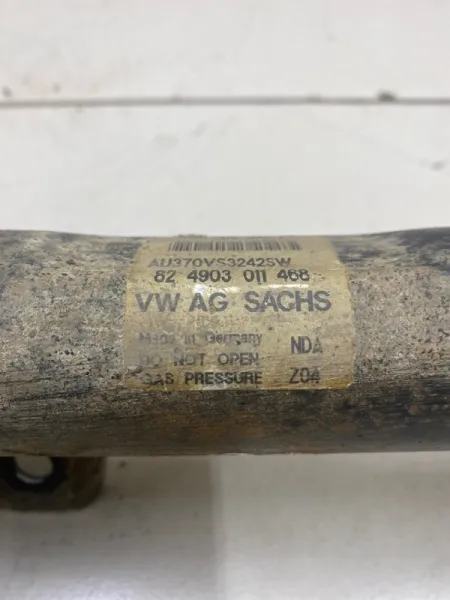 AU370VS3242SW
82 4903 011 468
VW AG SACHS
Made in Germany
DO NOT OPEN NDA
GAS PRESSURE Z04